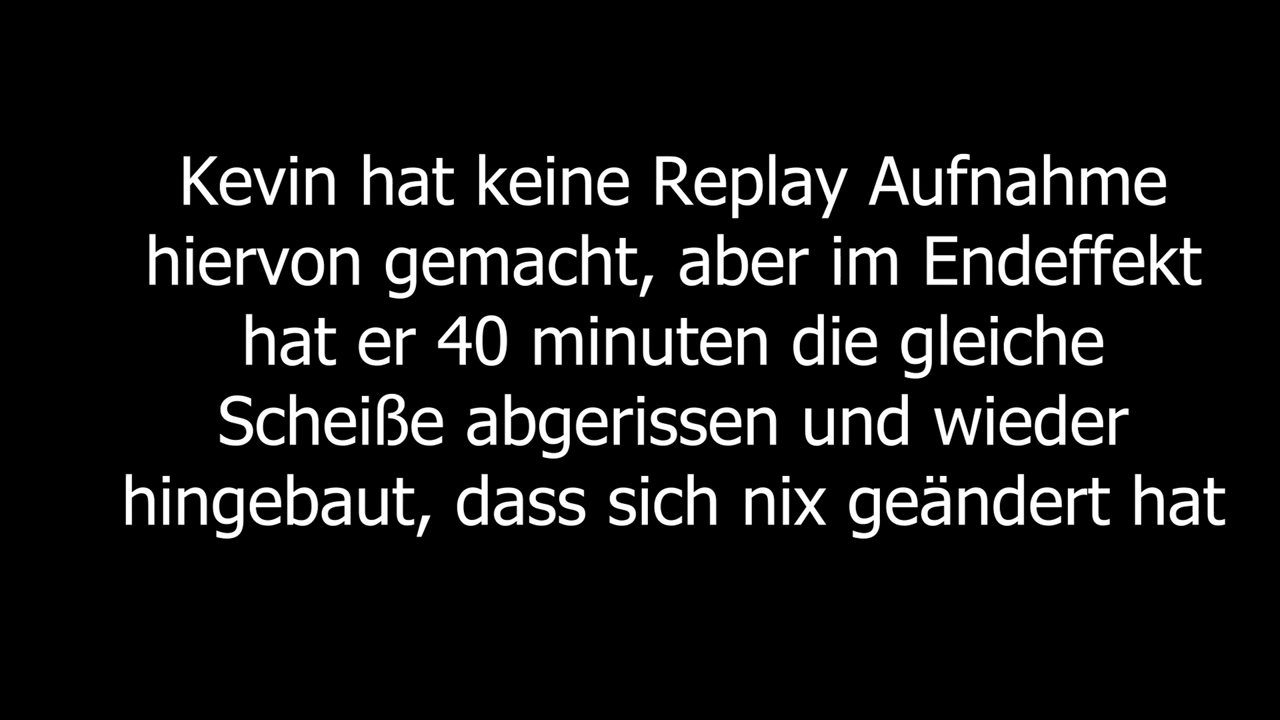 Kevin hat keine Replay Aufnahme
hiervon gemacht, aber im Endeffekt
hat er 40 minuten die gleiche
Scheiße abgerissen und wieder
hingebaut, dass sich nix geändert hat